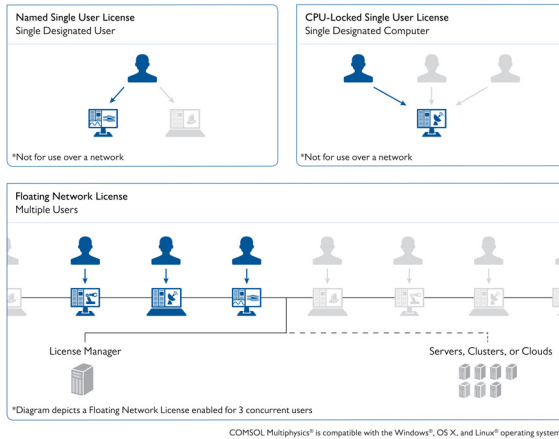 Named Single User License
Single Designated User
*Not for use over a network
CPU-Locked Single User License
Single Designated Computer
*Not for use over a network
Floating Network License
Multiple Users
License Manager
Servers, Clusters, or Clouds
*Diagram depicts a Floating Network License enabled for 3 concurrent users
COMSOL Multiphysics® is compatible with the Windows®, OS X, and Linux® operating system